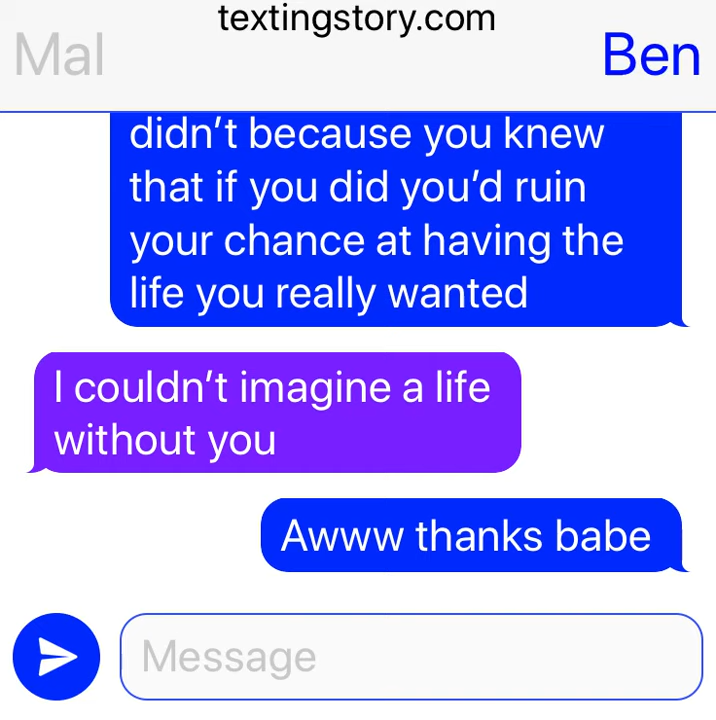 textingstory.com
Mal
Ben
didn’t because you knew
that if you did you’d ruin
your chance at having the
life you really wanted
I couldn’t imagine a life
without you
Awww thanks babe
Message